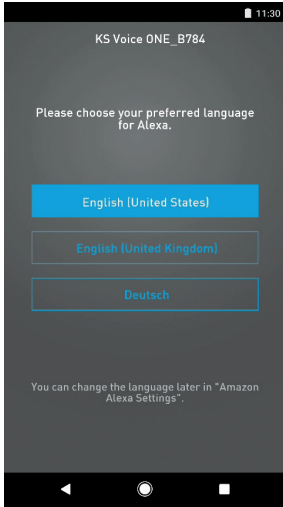 11:30
KS Voice ONE_B784
Please choose your preferred language
for Alexa.
English (United States)
English (United Kingdom)
Deutsch
You can change the language later in "Amazon
Alexa Settings".